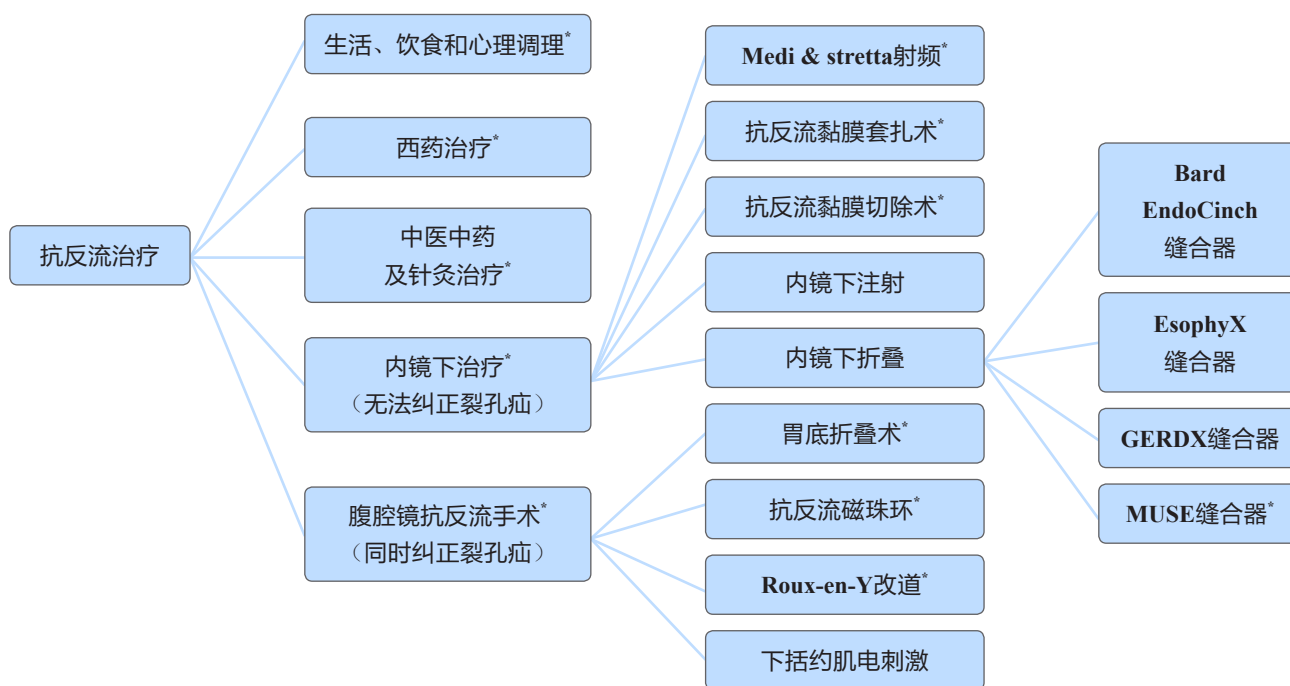 抗反流治疗
生活、饮食和心理调理*
西药治疗*
中医中药
及针灸治疗*
内镜下治疗*
（无法纠正裂孔疝）
腹腔镜抗反流手术*
（同时纠正裂孔疝）
Medi & stretta射频*
抗反流黏膜套扎术*
抗反流黏膜切除术*
内镜下注射
内镜下折叠
胃底折叠术*
抗反流磁珠环*
Roux-en-Y改道*
下括约肌电刺激
Bard
EndoCinch
缝合器
EsophyX
缝合器
GERDX缝合器
MUSE缝合器*